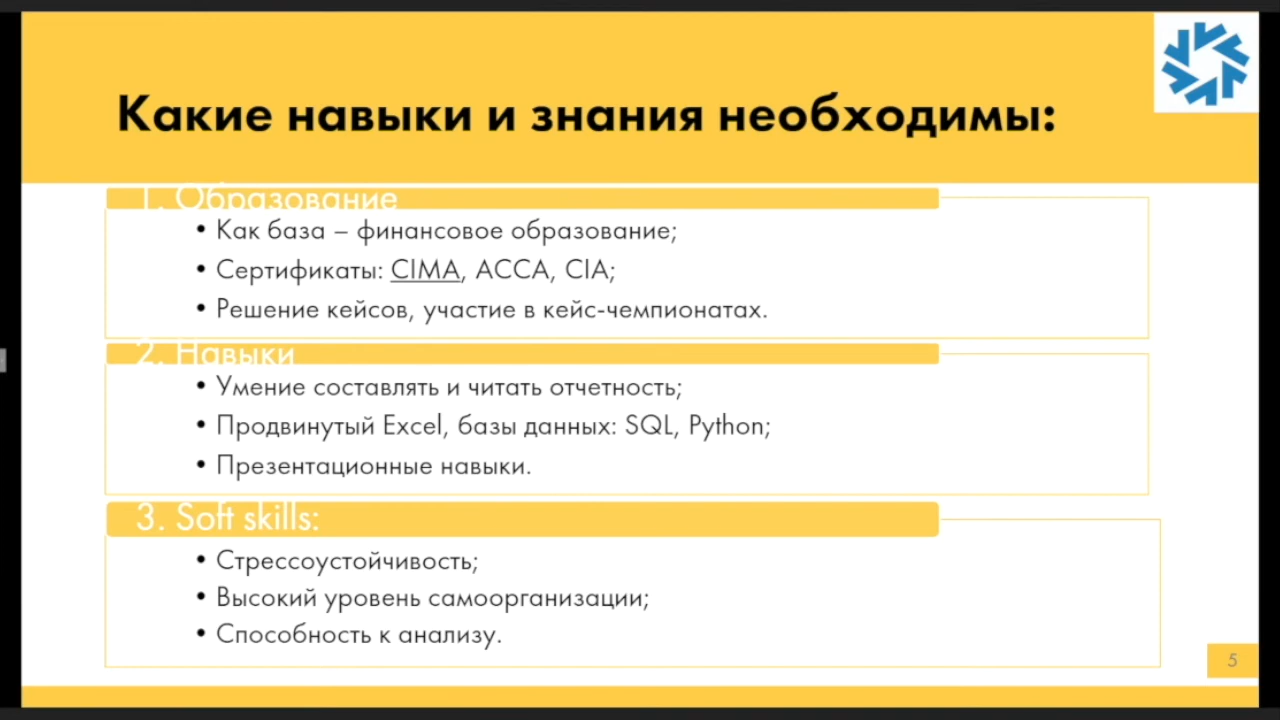 Какие навыки и знания необходимы:
1. Образование
• Как база – финансовое образование;
• Сертификаты: CIMA, ACCA, CIA;
• Решение кейсов, участие в кейс-чемпионатах.
2. Навыки
• Умение составлять и читать отчетность;
• Продвинутый Excel, базы данных: SQL, Python;
• Презентационные навыки.
3. Soft skills:
• Стрессоустойчивость;
• Высокий уровень самоорганизации;
• Способность к анализу.
5